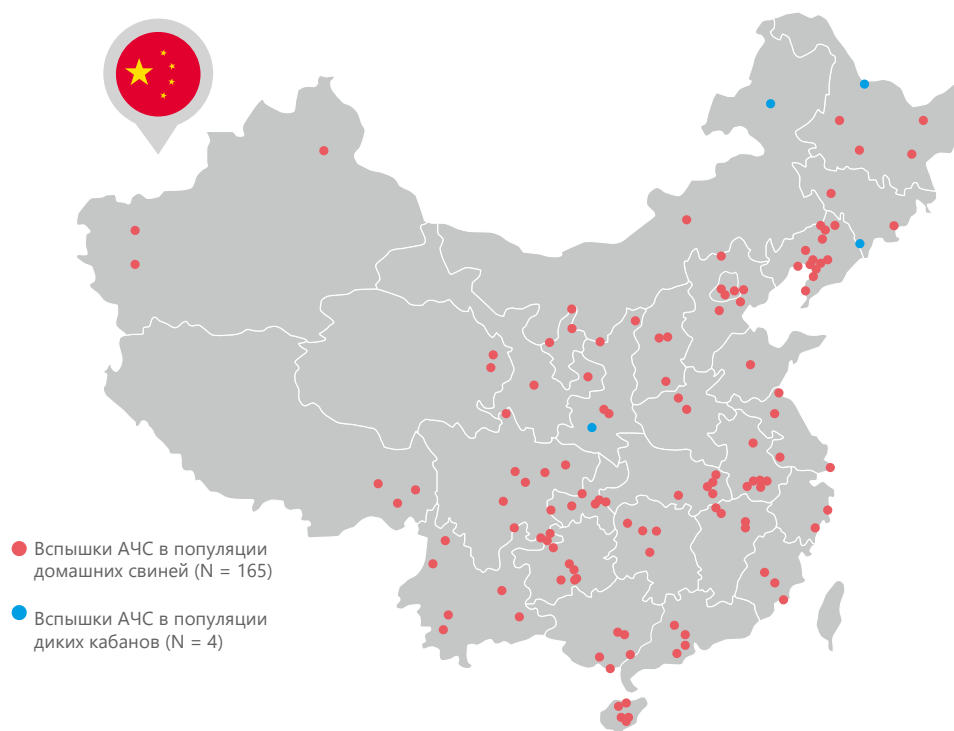 Вспышки АЧС в популяции
домашних свиней (N = 165)
Вспышки АЧС в популяции
диких кабанов (N = 4)